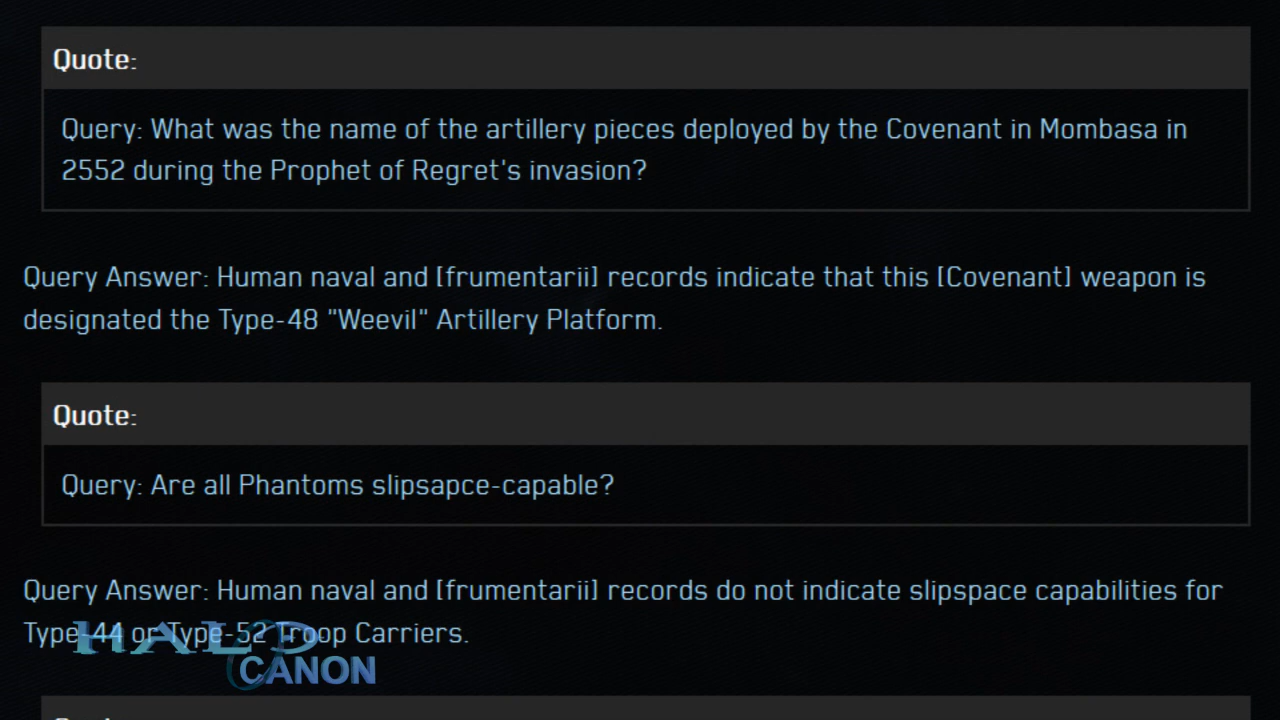 Quote:
Query: What was the name of the artillery pieces deployed by the Covenant in Mombasa in
2552 during the Prophet of Regret's invasion?
Query Answer: Human naval and [frumentarii] records indicate that this [Covenant] weapon is
designated the Type-48 "Weevil" Artillery Platform.
Quote:
Query: Are all Phantoms slipsapce-capable?
Query Answer: Human naval and [frumentarii] records do not indicate slipspace capabilities for
Type-44 or Type-52 Troop Carriers.
HALO
CANON